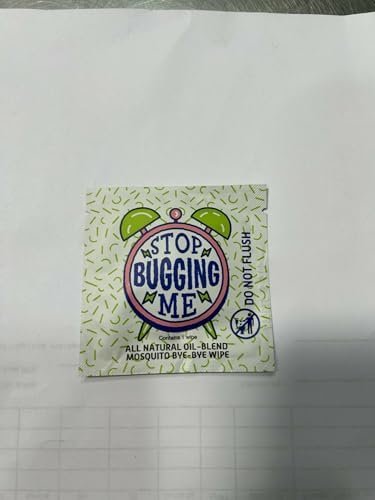 STOP
BUGGING
ME
Contains 1 wipe
ALL NATURAL OIL-BLEND
MOSQUITO BYE-BYE WIPE
DO NOT FLUSH